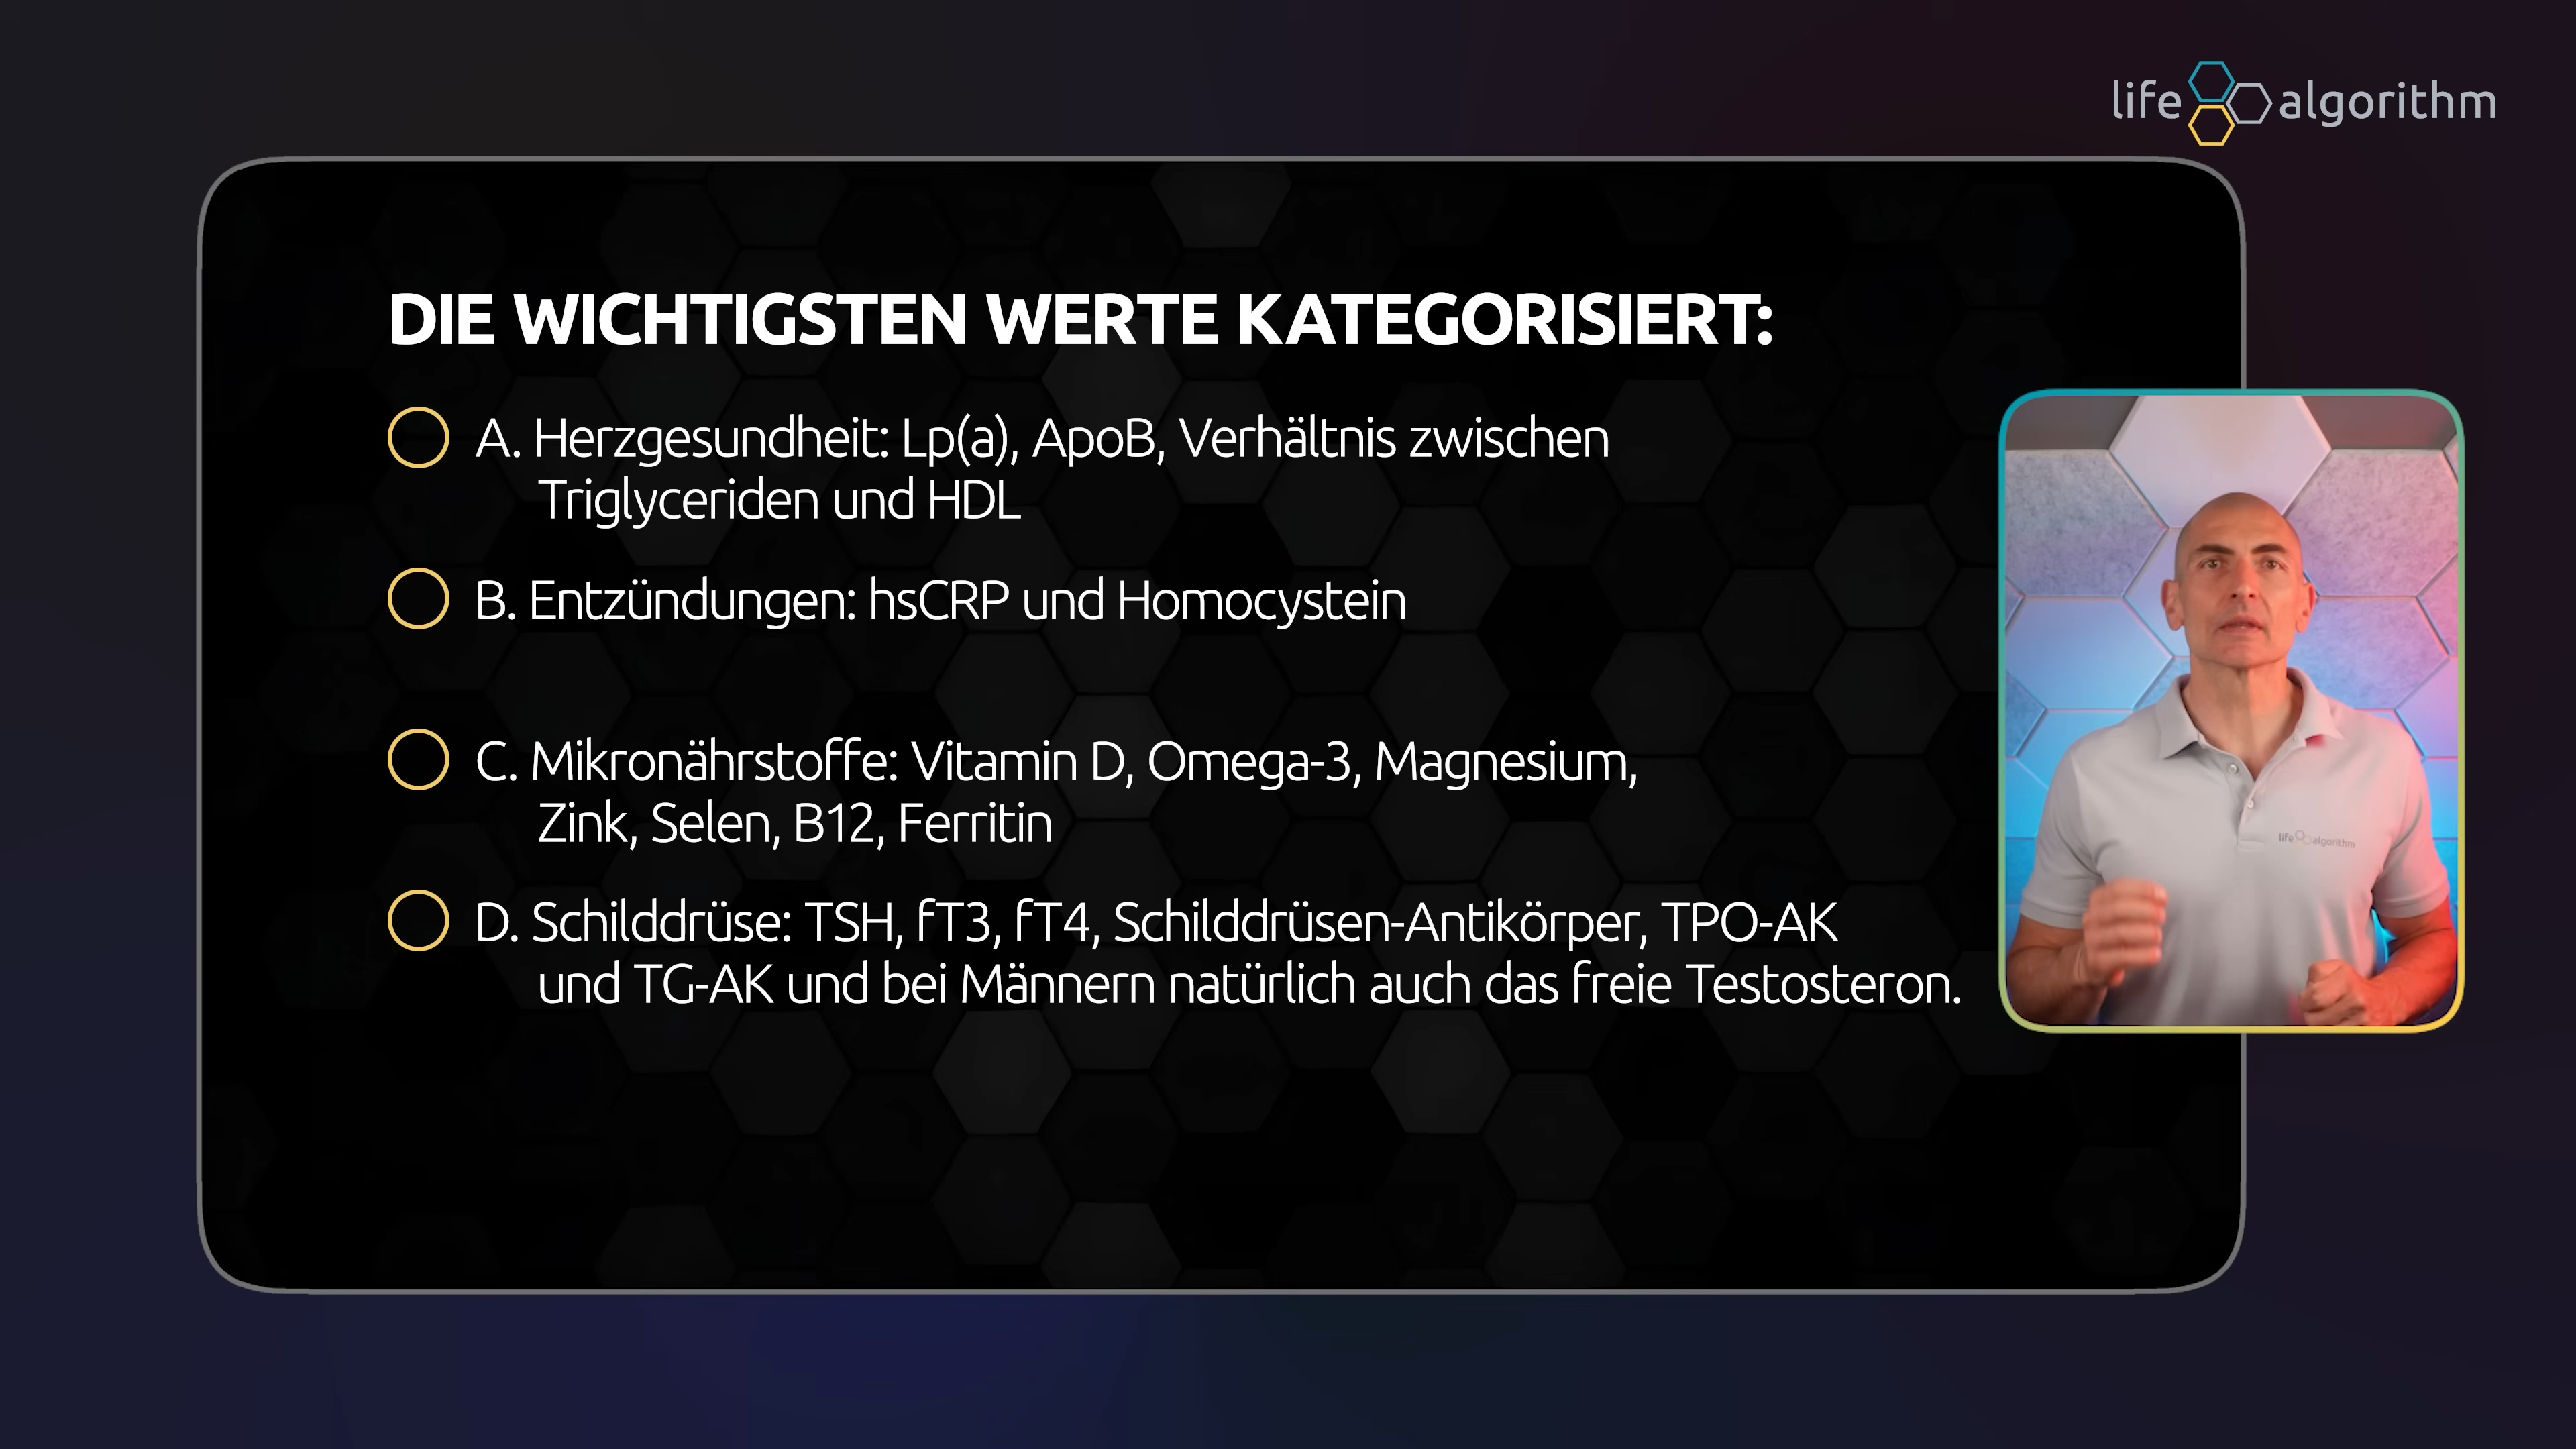 life algorithm
DIE WICHTIGSTEN WERTE KATEGORISIERT:
A. Herzgesundheit: Lp(a), ApoB, Verhältnis zwischen
Triglyceriden und HDL
B. Entzündungen: hsCRP und Homocystein
C. Mikronährstoffe: Vitamin D, Omega-3, Magnesium,
Zink, Selen, B12, Ferritin
D. Schilddrüse: TSH, fT3, fT4, Schilddrüsen-Antikörper, TPO-AK
und TG-AK und bei Männern natürlich auch das freie Testosteron.
life algorithm